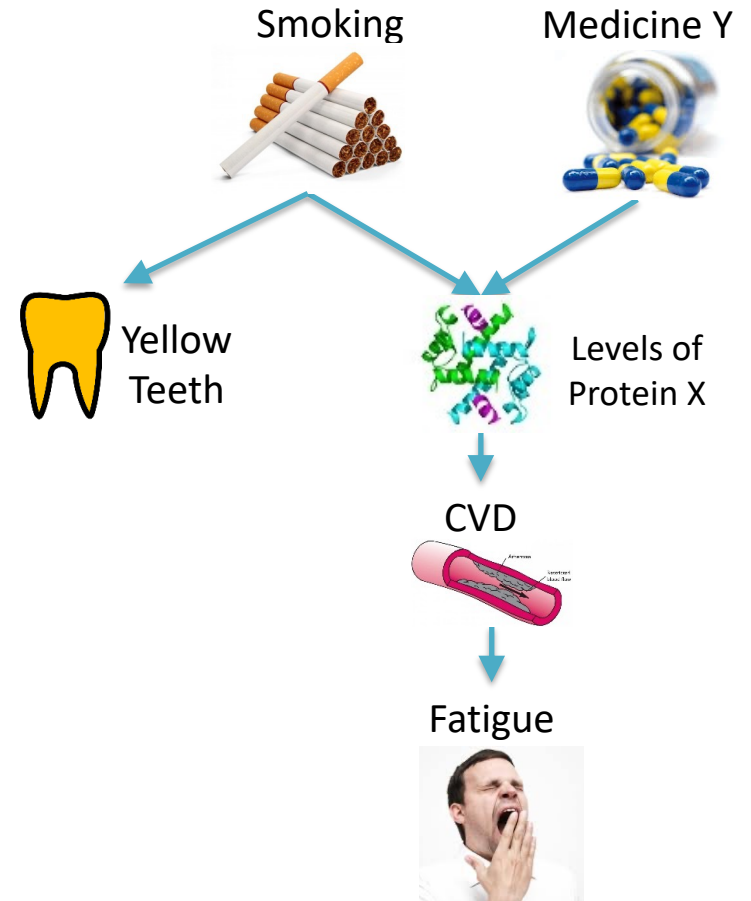 Smoking
Medicine Y
Yellow
Teeth
Levels of
Protein X
CVD
Fatigue